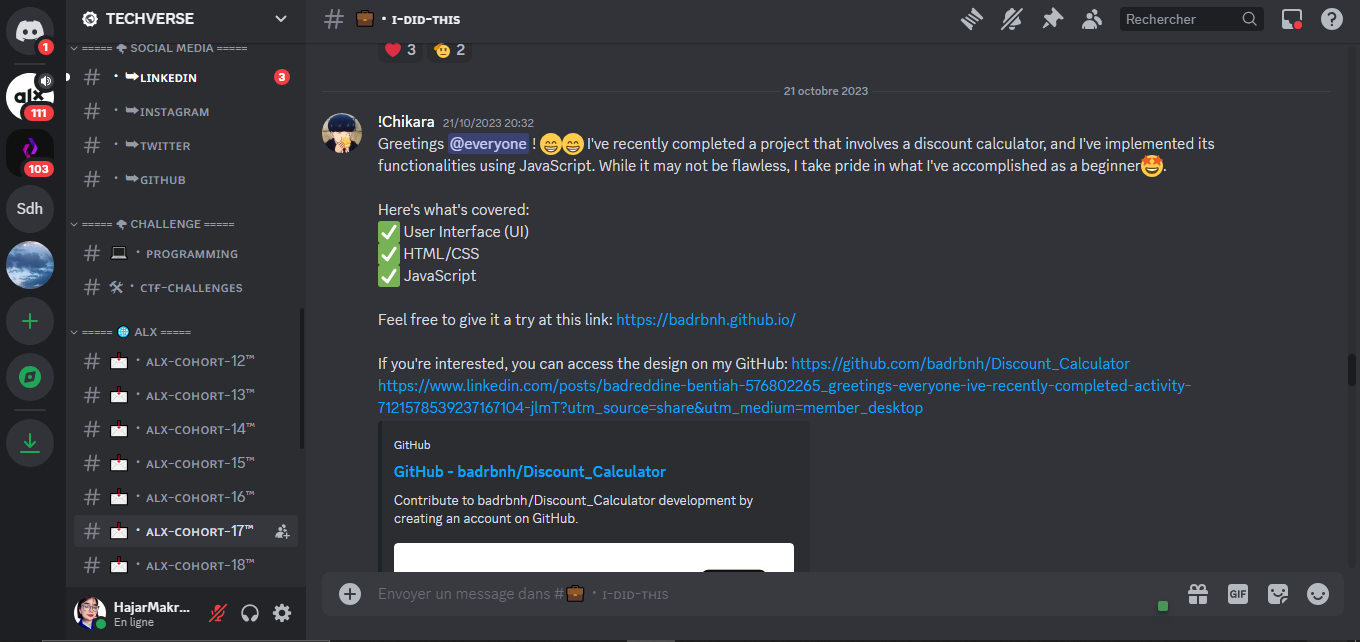 1
alx
111
103
Sdh
TECHVERSE
===== SOCIAL MEDIA =====
# • ➥LINKEDIN 3
# • ➥INSTAGRAM
# • ➥TWITTER
# • ➥GITHUB
===== CHALLENGE =====
# 💻 • PROGRAMMING
# 🛠 • CTF-CHALLENGES
===== 🌐 ALX =====
# 📩 • ALX-COHORT-12™
# 📩 • ALX-COHORT-13™
# 📩 • ALX-COHORT-14™
# 📩 • ALX-COHORT-15™
# 📩 • ALX-COHORT-16™
# 📩 • ALX-COHORT-17™
# 📩 • ALX-COHORT-18™
HajarMakr...
En ligne
# 💼 • I-DID-THIS
Rechercher
❤️ 3 🫡 2
21 octobre 2023
!Chikara 21/10/2023 20:32
Greetings @everyone ! 😁😁 I've recently completed a project that involves a discount calculator, and I've implemented its
functionalities using JavaScript. While it may not be flawless, I take pride in what I've accomplished as a beginner🤩.
Here's what's covered:
✅ User Interface (UI)
✅ HTML/CSS
✅ JavaScript
Feel free to give it a try at this link: https://badrbnh.github.io/
If you're interested, you can access the design on my GitHub: https://github.com/badrbnh/Discount_Calculator
https://www.linkedin.com/posts/badreddine-bentiah-576802265_greetings-everyone-ive-recently-completed-activity-
7121578539237167104-jlmT?utm_source=share&utm_medium=member_desktop
GitHub
GitHub - badrbnh/Discount_Calculator
Contribute to badrbnh/Discount_Calculator development by
creating an account on GitHub.
Envoyer un message dans #💼 • I-DID-THIS
GIF